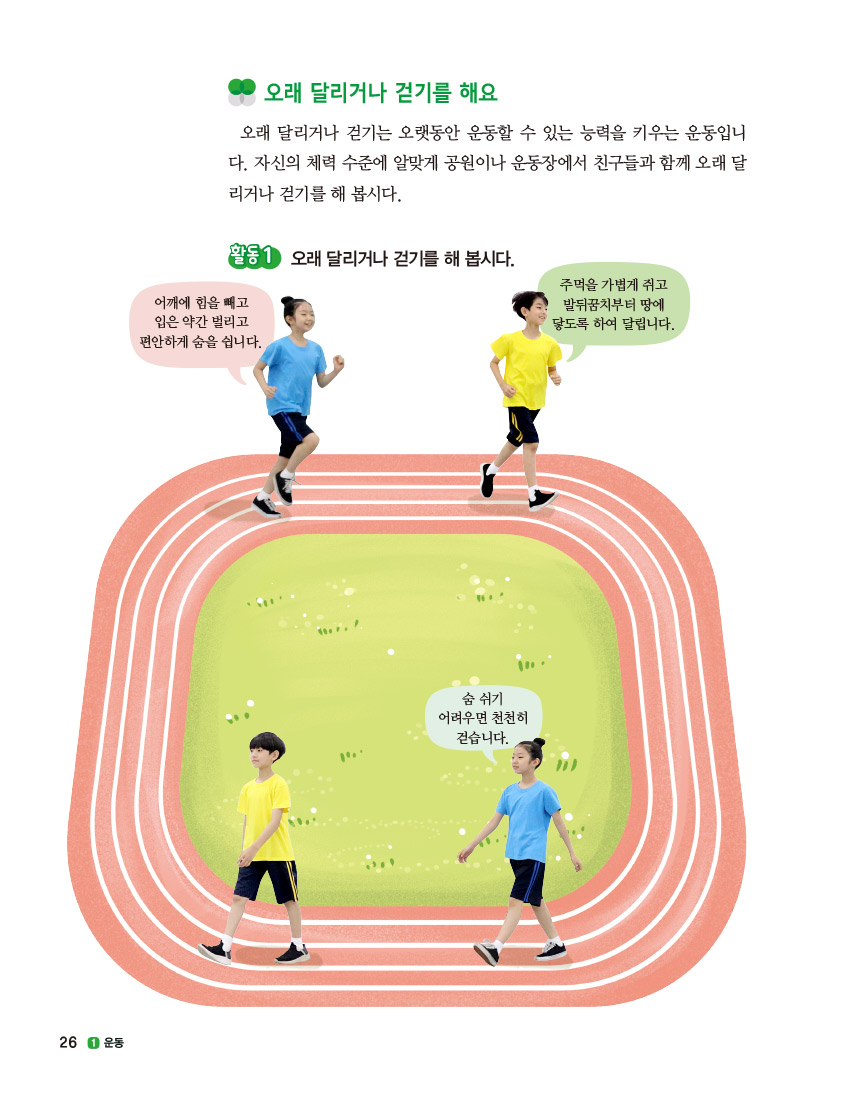 오래 달리거나 걷기를 해요
오래 달리거나 걷기는 오랫동안 운동할 수 있는 능력을 키우는 운동입니
다. 자신의 체력 수준에 알맞게 공원이나 운동장에서 친구들과 함께 오래 달
리거나 걷기를 해 봅시다.
활동1 오래 달리거나 걷기를 해 봅시다.
어깨에 힘을 빼고
입은 약간 벌리고
편안하게 숨을 쉽니다.
주먹을 가볍게 쥐고
발뒤꿈치부터 땅에
닿도록 하여 달립니다.
숨 쉬기
어려우면 천천히
걷습니다.
26 1 운동